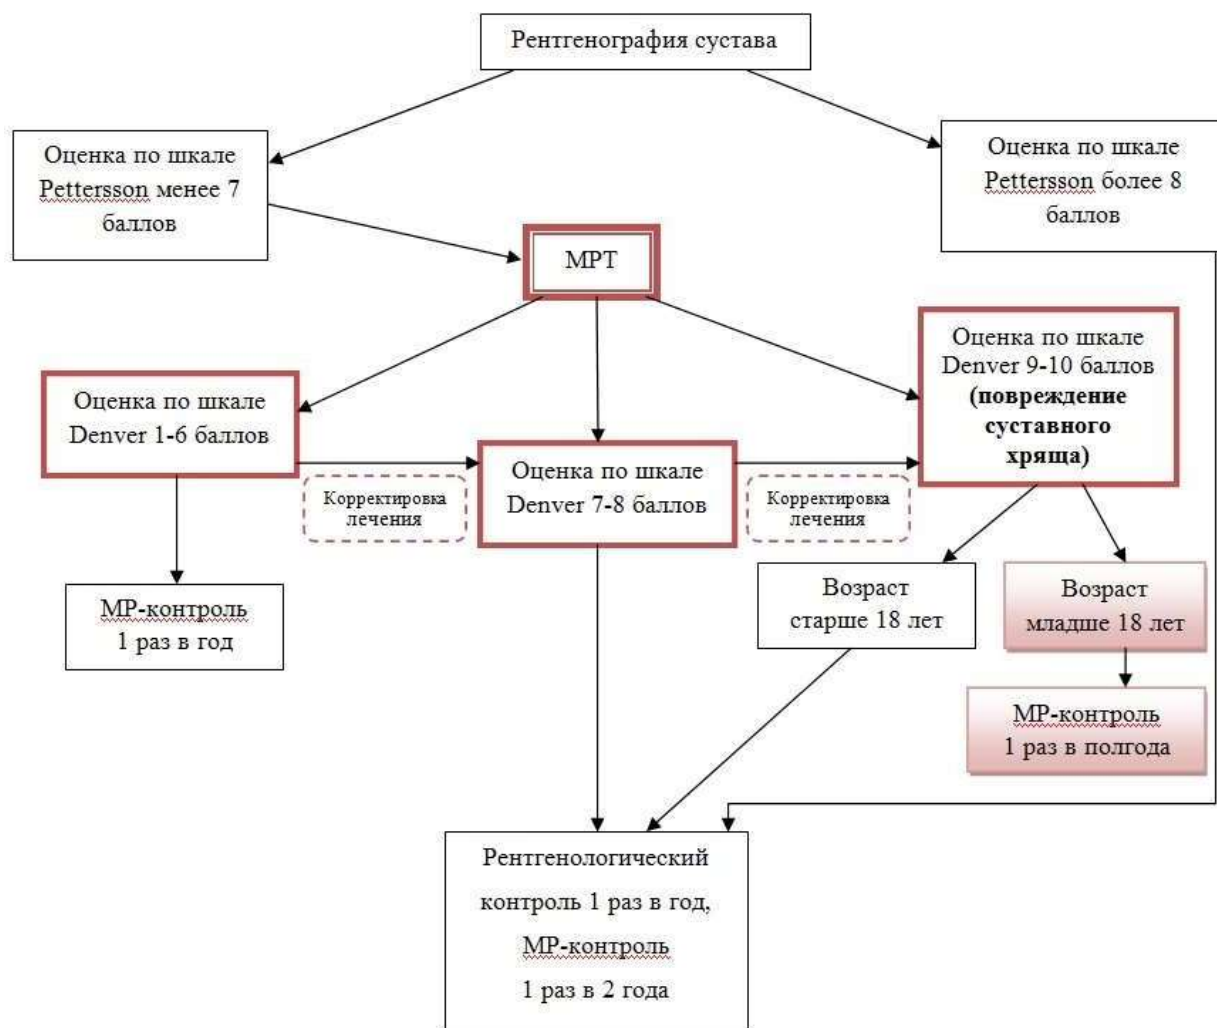 Рентгенография сустава
Оценка по шкале
Pettersson менее 7
баллов
Оценка по шкале
Pettersson более 8
баллов
МРТ
Оценка по шкале
Denver 1-6 баллов
Оценка по шкале
Denver 7-8 баллов
Оценка по шкале
Denver 9-10 баллов
(повреждение
суставного
хряща)
Корректировка
лечения
Корректировка
лечения
МР-контроль
1 раз в год
Возраст
старше 18 лет
Возраст
младше 18 лет
МР-контроль
1 раз в полгода
Рентгенологический
контроль 1 раз в год,
МР-контроль
1 раз в 2 года